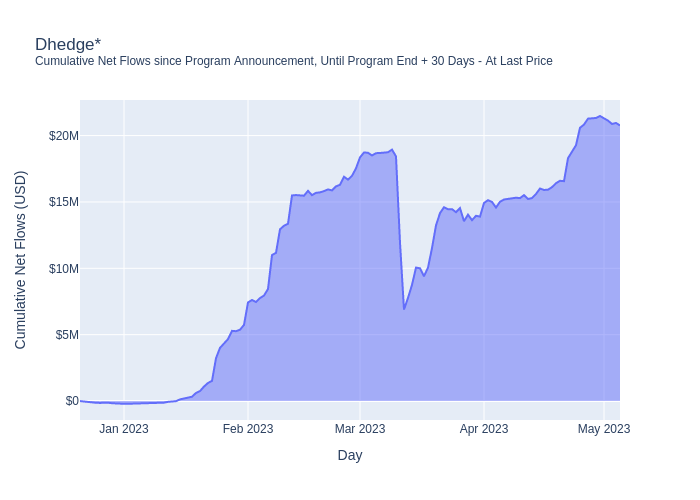 Dhedge*
Cumulative Net Flows since Program Announcement, Until Program End + 30 Days - At Last Price
Cumulative Net Flows (USD)
$20M
$15M
$10M
$5M
$0
Jan 2023 Feb 2023 Mar 2023 Apr 2023 May 2023
Day